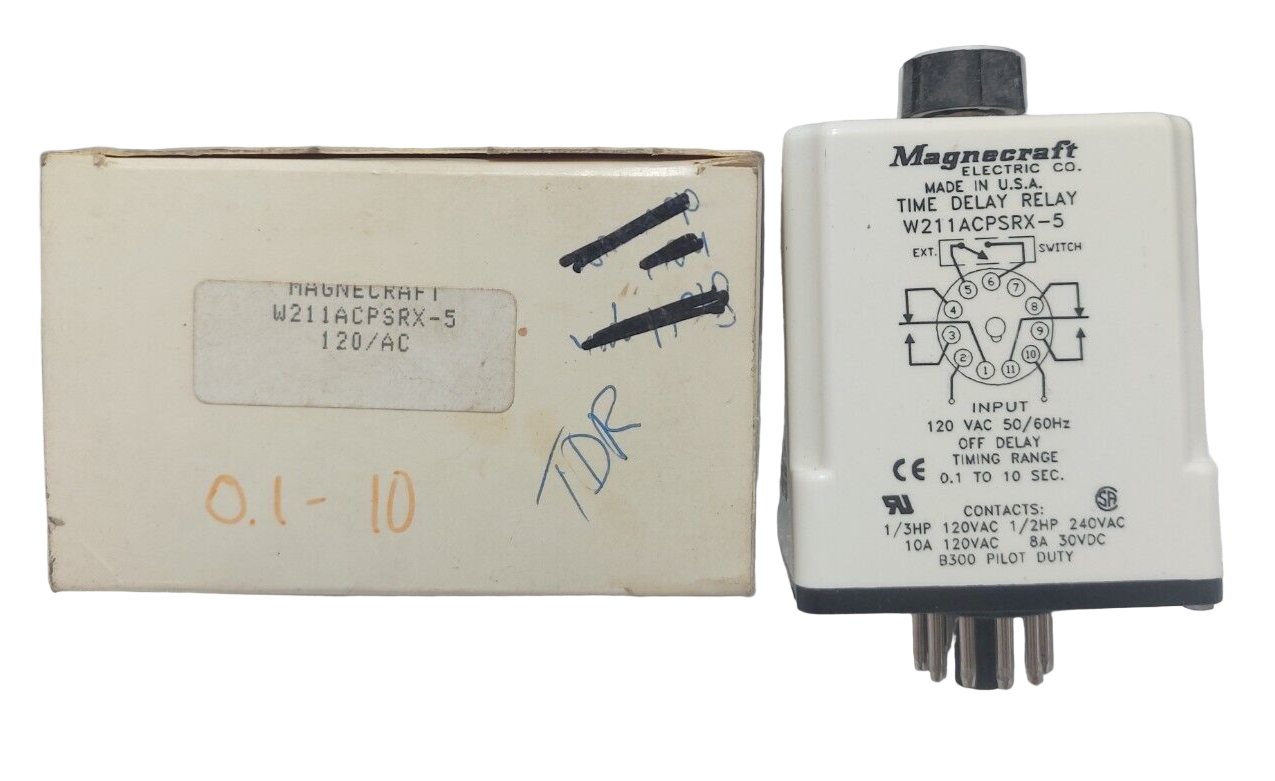 MAGNECRAFT
W211ACPSRX-5
120/AC
0.1 - 10
TDR
Magnecraft
ELECTRIC CO.
MADE IN U.S.A.
TIME DELAY RELAY
W211ACPSRX-5
EXT. SWITCH
5 6 7
4 8
3 9
2 10
1 11
INPUT
120 VAC 50/60Hz
OFF DELAY
TIMING RANGE
CE 0.1 TO 10 SEC.
RU SA
CONTACTS:
1/3HP 120VAC 1/2HP 240VAC
10A 120VAC 8A 30VDC
B300 PILOT DUTY